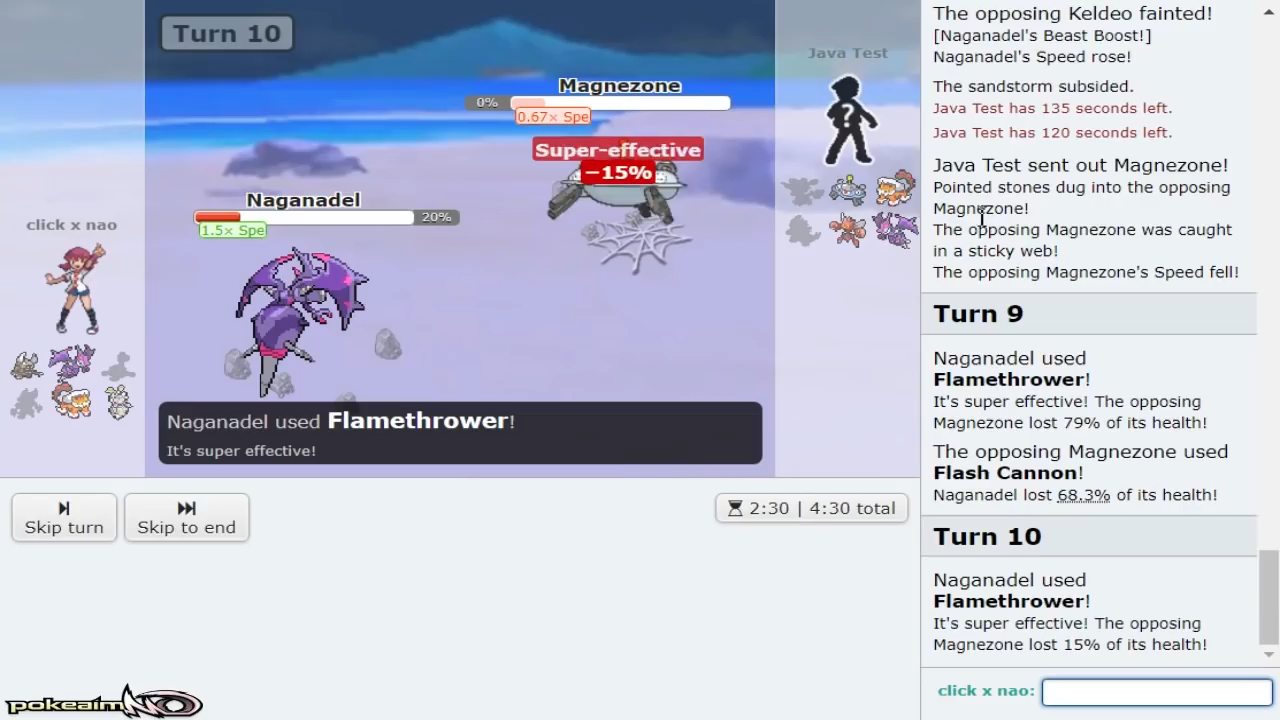 Turn 10
Java Test
Magnezone
0%
0.67× Spe
Super-effective
−15%
Naganadel
20%
1.5× Spe
click x nao
Naganadel used Flamethrower!
It's super effective!
Skip turn
Skip to end
2:30 | 4:30 total
pokeaimNO
The opposing Keldeo fainted!
[Naganadel's Beast Boost!]
Naganadel's Speed rose!
The sandstorm subsided.
Java Test has 135 seconds left.
Java Test has 120 seconds left.
Java Test sent out Magnezone!
Pointed stones dug into the opposing
Magnezone!
The opposing Magnezone was caught
in a sticky web!
The opposing Magnezone's Speed fell!
Turn 9
Naganadel used
Flamethrower!
It's super effective! The opposing
Magnezone lost 79% of its health!
The opposing Magnezone used
Flash Cannon!
Naganadel lost 68.3% of its health!
Turn 10
Naganadel used
Flamethrower!
It's super effective! The opposing
Magnezone lost 15% of its health!
click x nao: